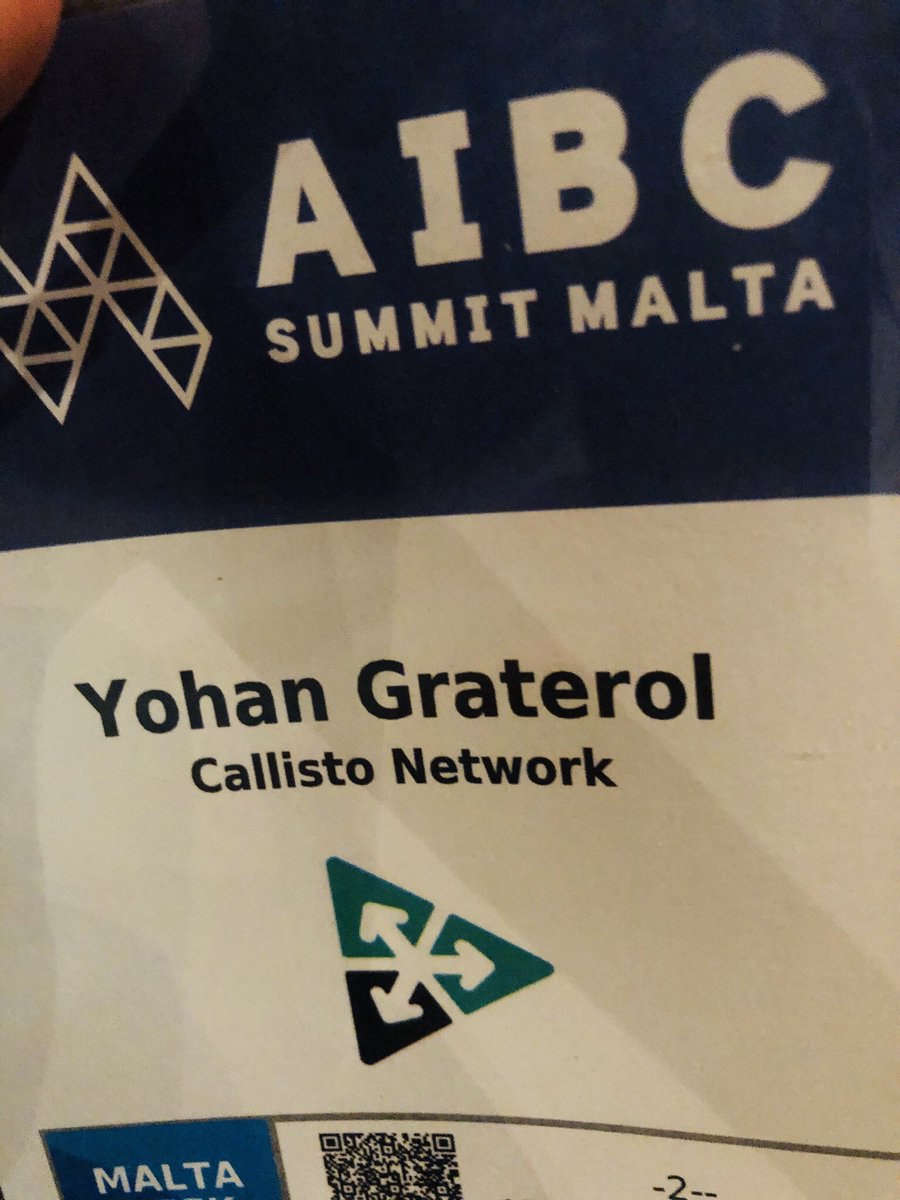 AIBC
SUMMIT MALTA
Yohan Graterol
Callisto Network
MALTA
-2--